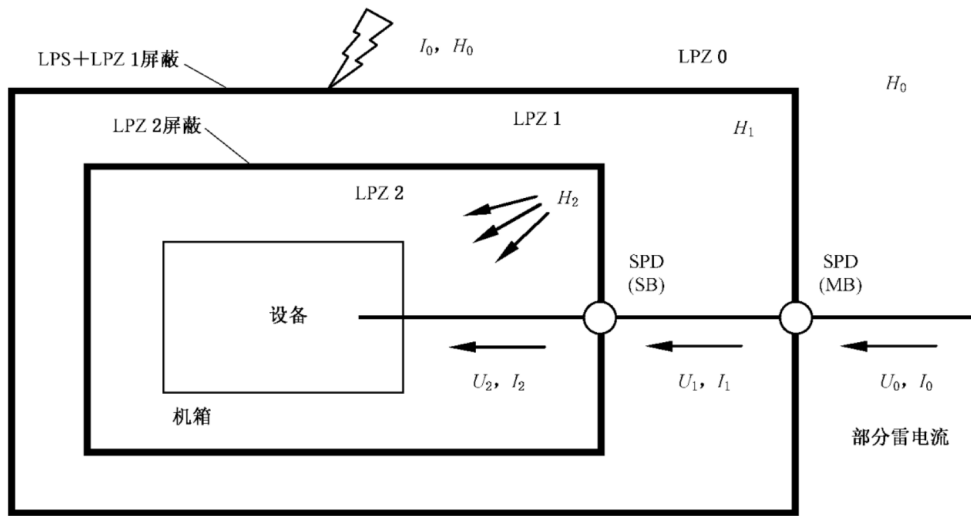 I₀，H₀
LPZ 0
LPS＋LPZ 1屏蔽
H₀
LPZ 1
LPZ 2屏蔽
H₁
LPZ 2
H₂
SPD
(SB)
SPD
(MB)
设备
U₂，I₂
U₁，I₁
U₀，I₀
机箱
部分雷电流